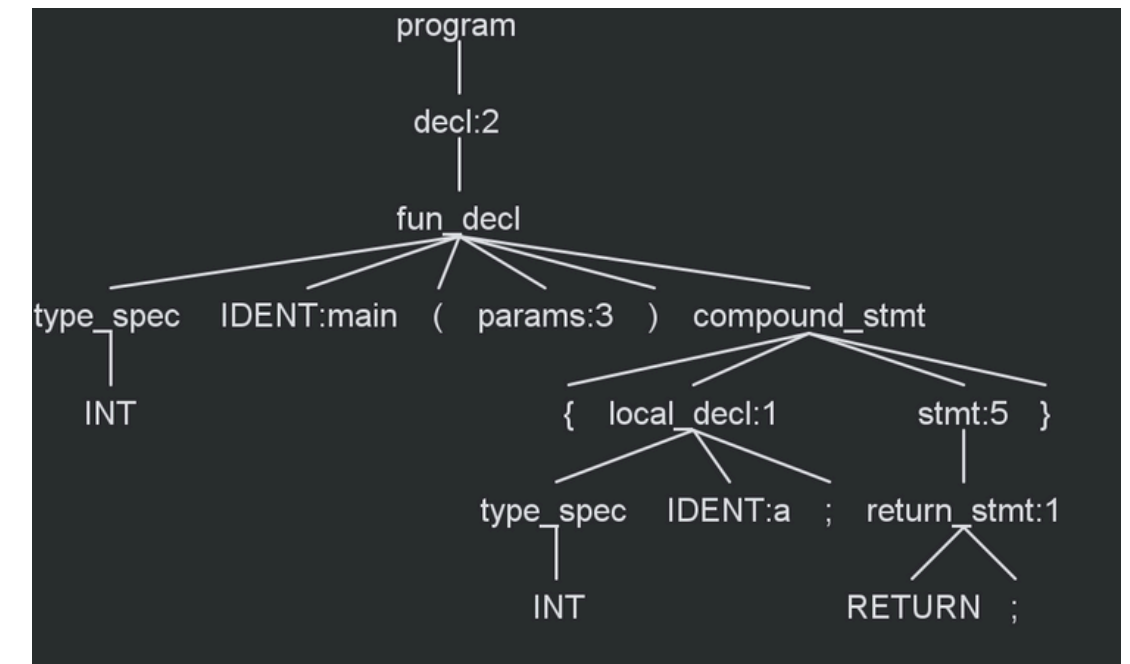 program
decl:2
fun_decl
type_spec IDENT:main ( params:3 ) compound_stmt
INT { local_decl:1 stmt:5 }
type_spec IDENT:a ; return_stmt:1
INT RETURN ;